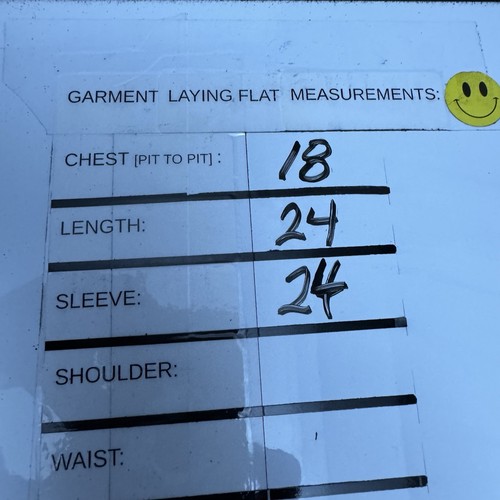 GARMENT LAYING FLAT MEASUREMENTS:
CHEST [PIT TO PIT] : 18
LENGTH: 24
SLEEVE: 24
SHOULDER:
WAIST: